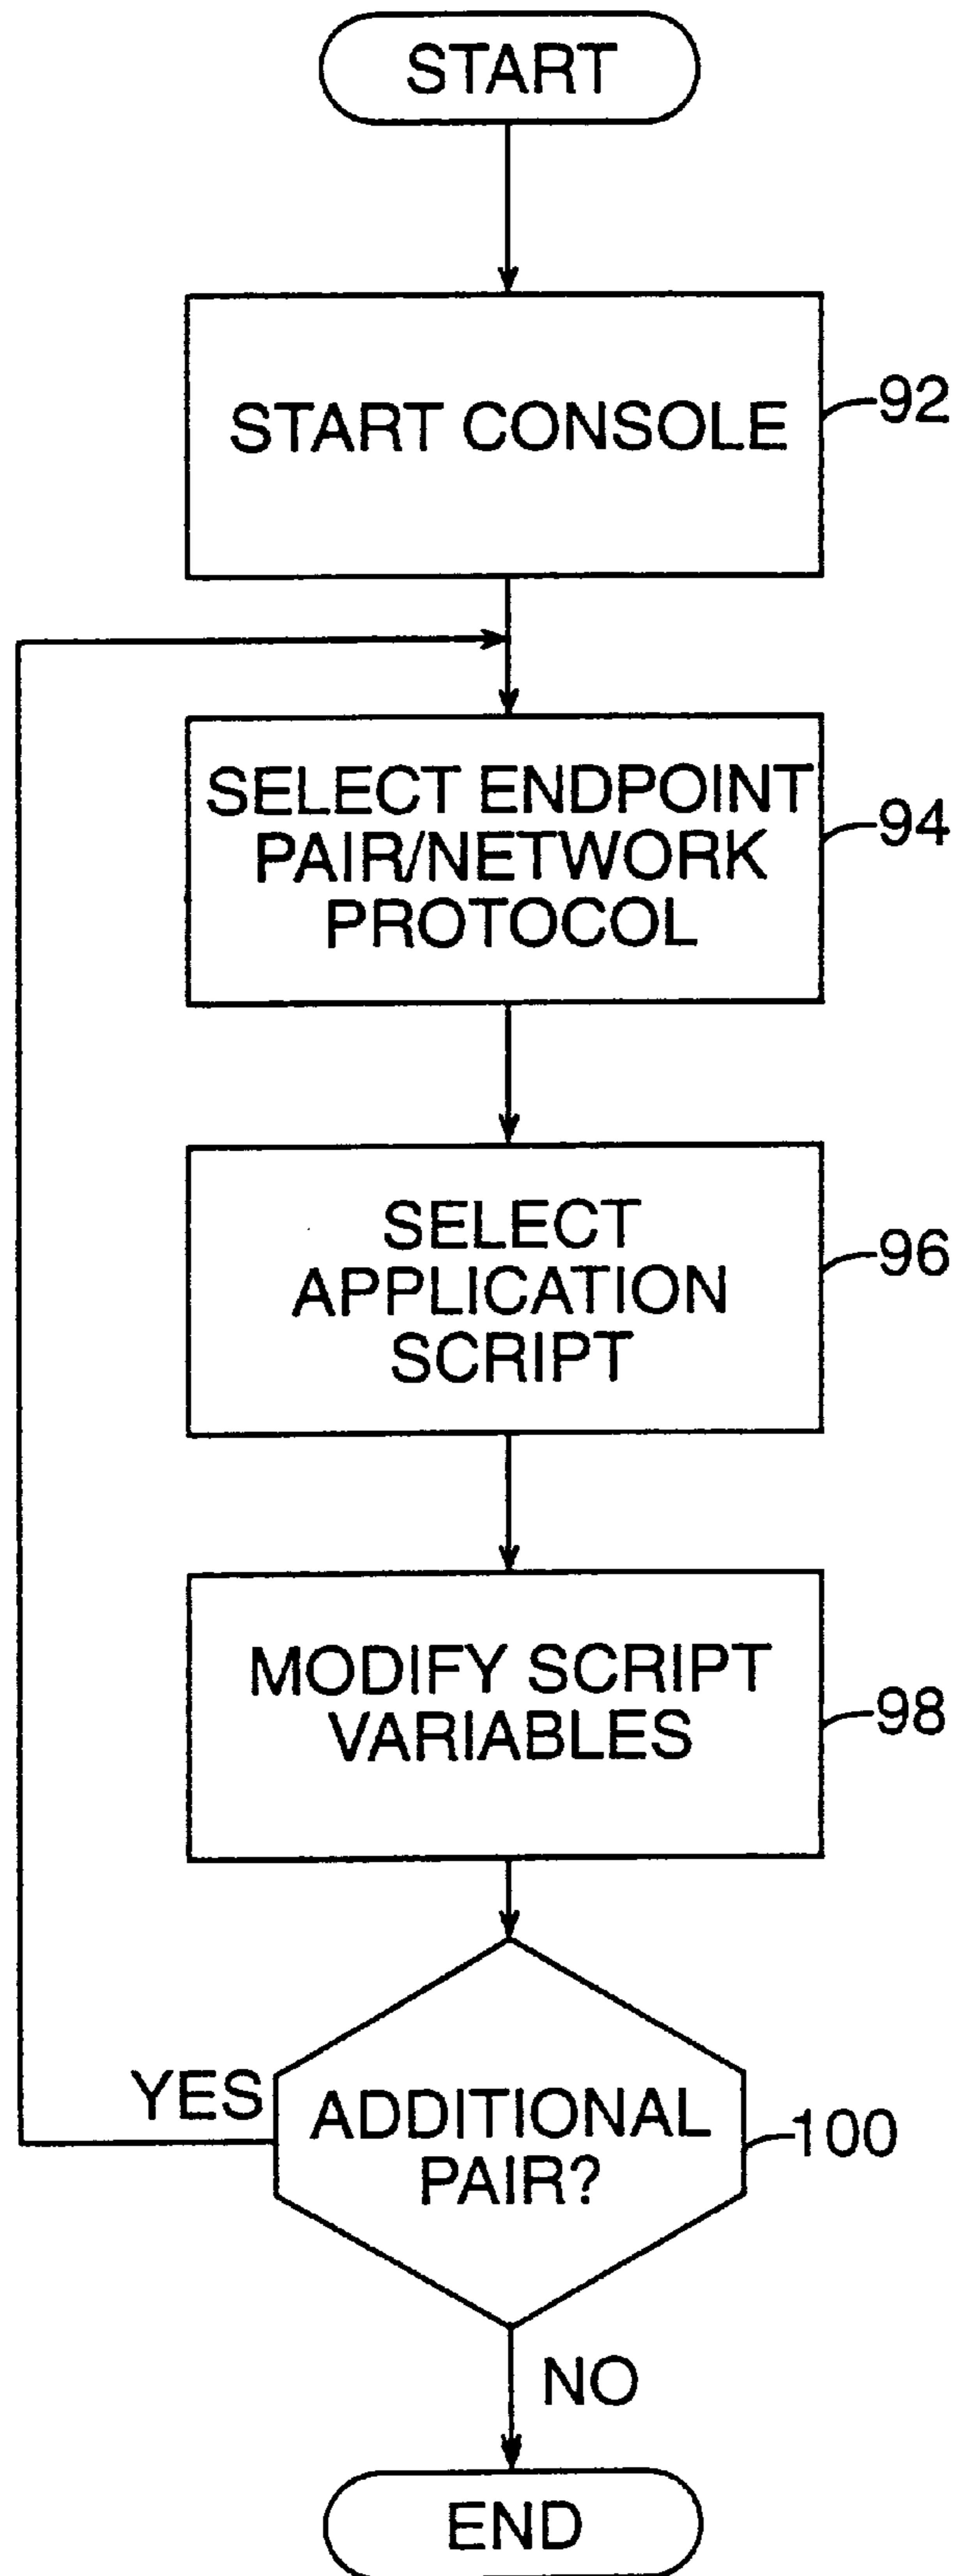 START
START CONSOLE
92
SELECT ENDPOINT
PAIR/NETWORK
PROTOCOL
94
SELECT
APPLICATION
SCRIPT
96
MODIFY SCRIPT
VARIABLES
98
YES
ADDITIONAL
PAIR?
100
NO
END